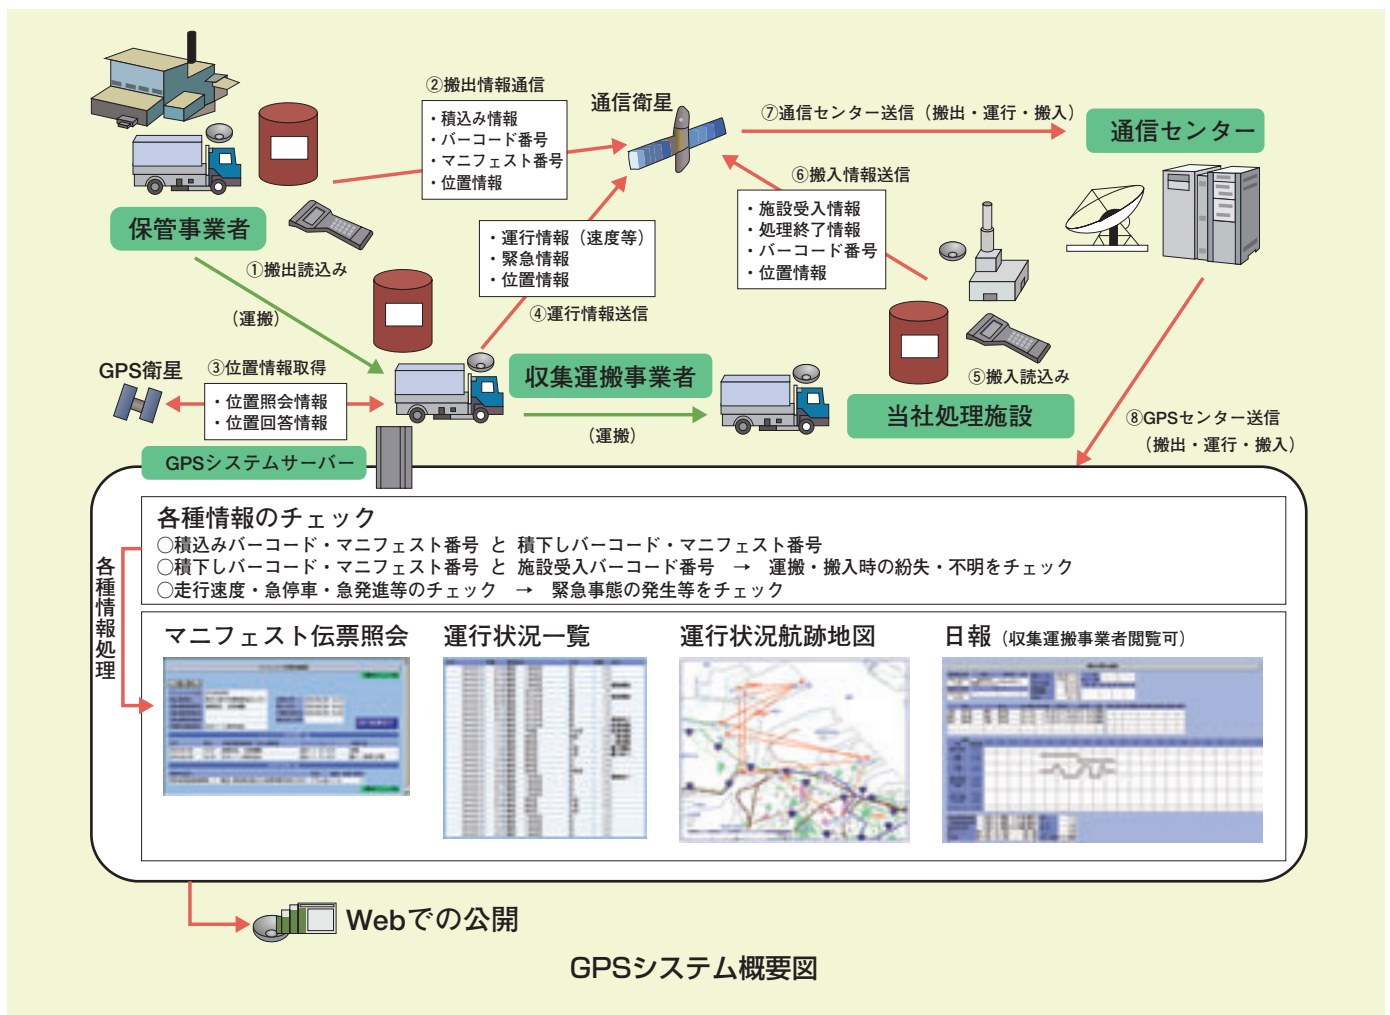 ②搬出情報通信
・積込み情報
・バーコード番号
・マニフェスト番号
・位置情報
通信衛星
⑦通信センター送信（搬出・運行・搬入）
通信センター
保管事業者
①搬出読込み
（運搬）
・運行情報（速度等）
・緊急情報
・位置情報
④運行情報送信
⑥搬入情報送信
・施設受入情報
・処理終了情報
・バーコード番号
・位置情報
GPS衛星
③位置情報取得
・位置照会情報
・位置回答情報
収集運搬事業者
（運搬）
⑤搬入読込み
当社処理施設
⑧GPSセンター送信
（搬出・運行・搬入）
GPSシステムサーバー
各種情報処理
各種情報のチェック
○積込みバーコード・マニフェスト番号 と 積下しバーコード・マニフェスト番号
○積下しバーコード・マニフェスト番号 と 施設受入バーコード番号 → 運搬・搬入時の紛失・不明をチェック
○走行速度・急停車・急発進等のチェック → 緊急事態の発生等をチェック
マニフェスト伝票照会
運行状況一覧
運行状況航跡地図
日報（収集運搬事業者閲覧可）
Webでの公開
GPSシステム概要図